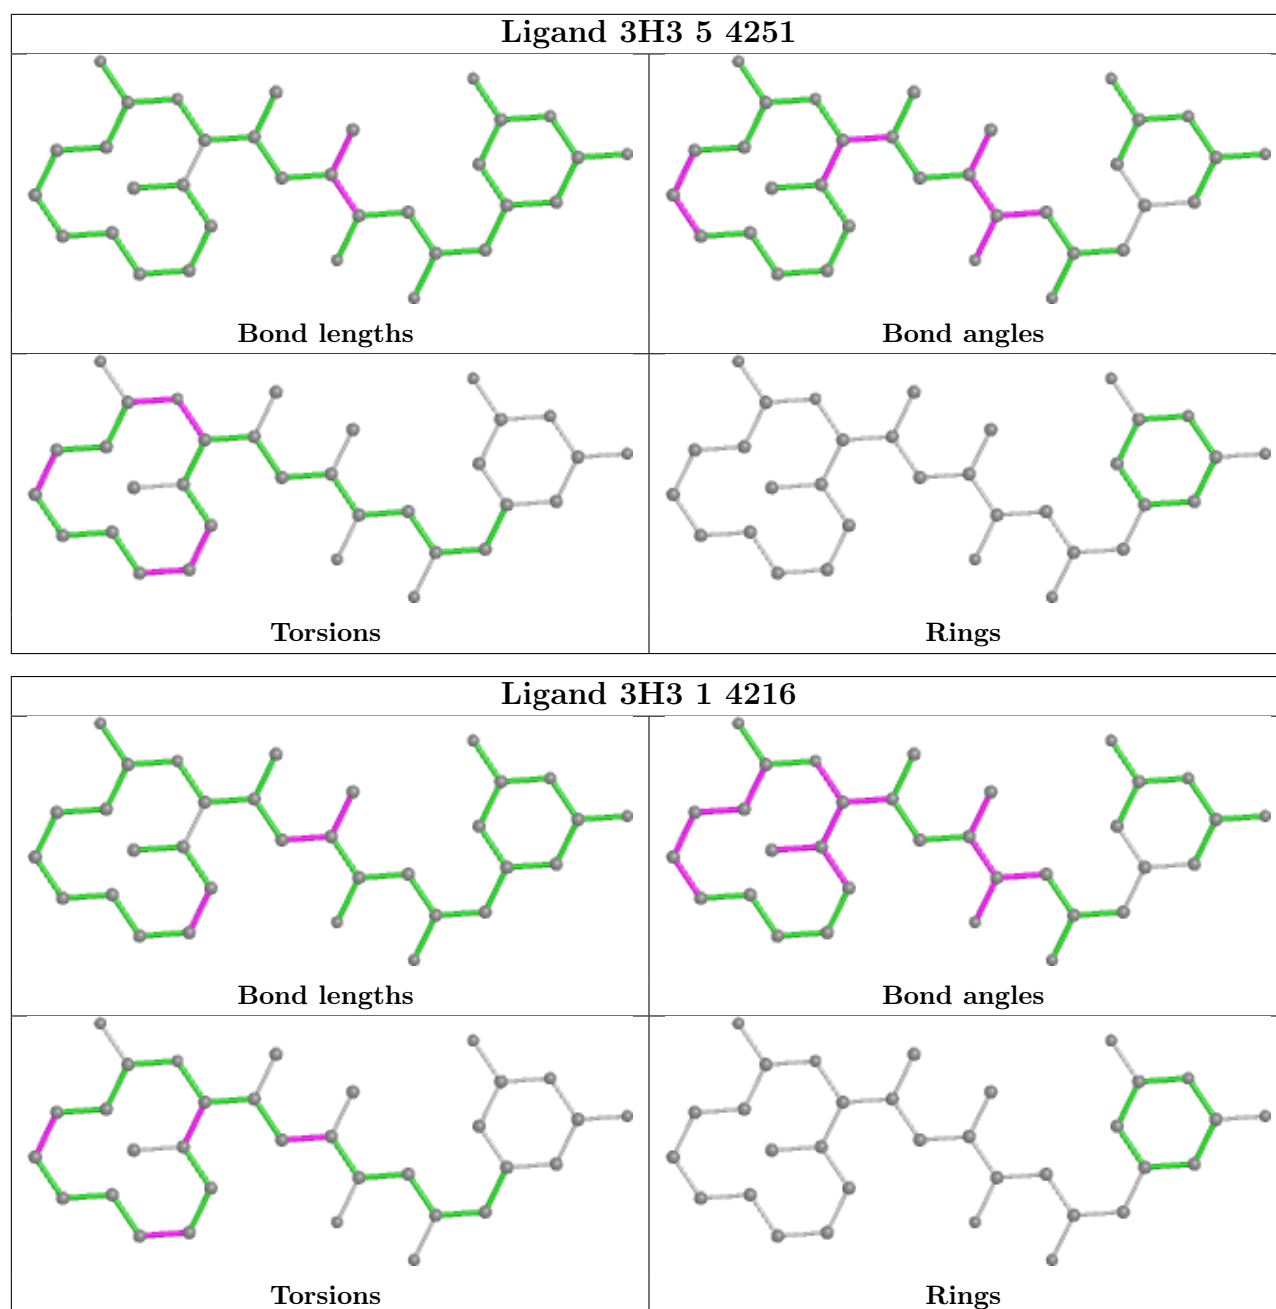 Ligand 3H3 5 4251
Bond lengths
Bond angles
Torsions
Rings
Ligand 3H3 1 4216
Bond lengths
Bond angles
Torsions
Rings